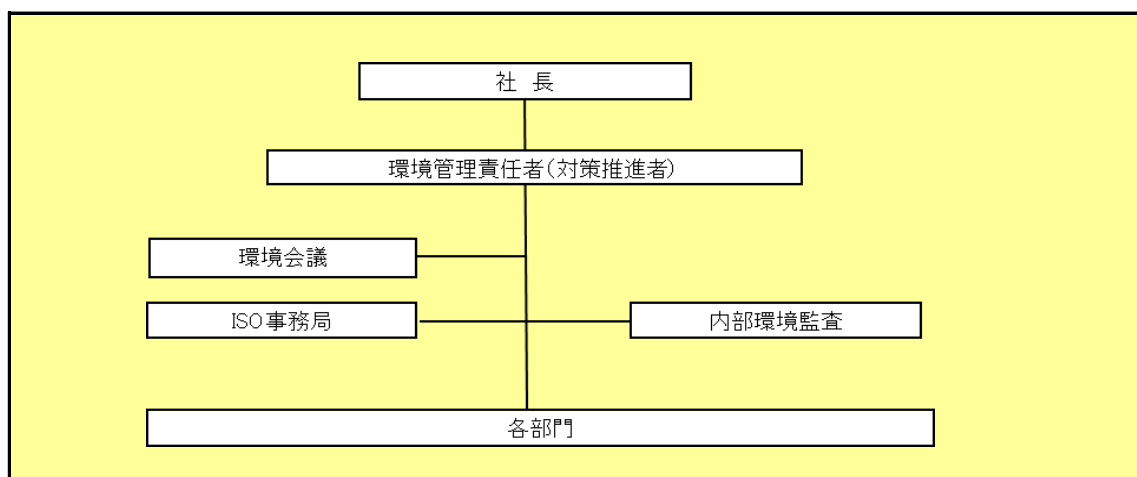 社 長
環境管理責任者(対策推進者)
環境会議
ISO事務局
内部環境監査
各部門